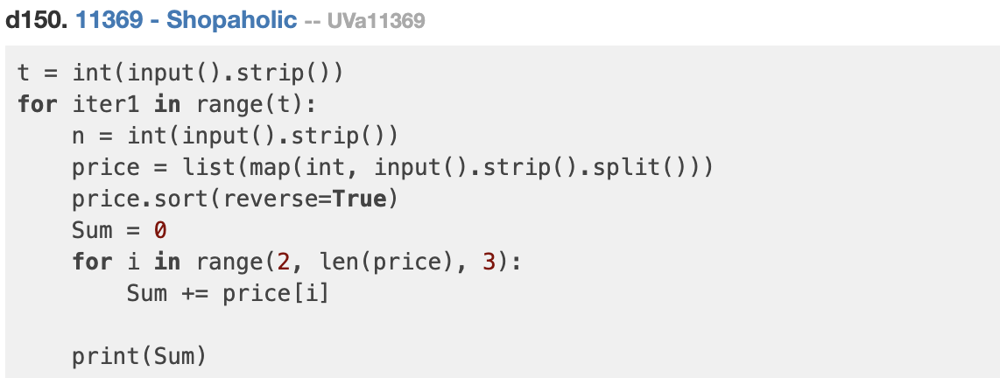 d150. 11369 - Shopaholic -- UVa11369
t = int(input().strip())
for iter1 in range(t):
    n = int(input().strip())
    price = list(map(int, input().strip().split()))
    price.sort(reverse=True)
    Sum = 0
    for i in range(2, len(price), 3):
        Sum += price[i]

    print(Sum)